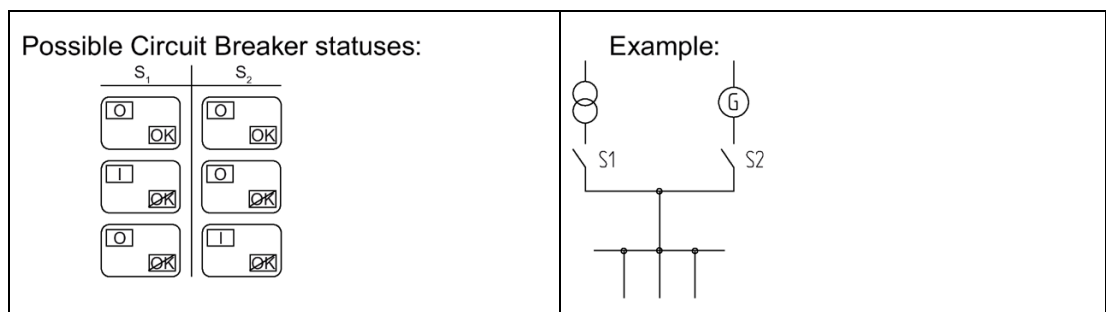 Possible Circuit Breaker statuses:
S1 S2
O O
OK OK
I O
OK OK
O I
OK OK
Example:
G
S1 S2